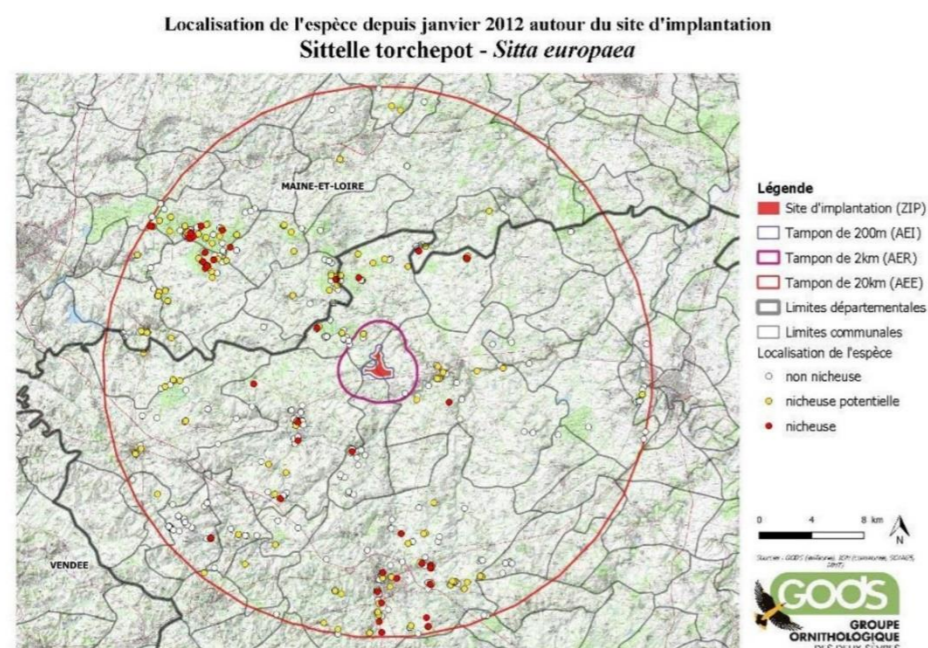 Localisation de l'espèce depuis janvier 2012 autour du site d'implantation
Sittelle torchepot - Sitta europaea
MAINE-ET-LOIRE
VENDEE
Légende
Site d'implantation (ZIP)
Tampon de 200m (AEI)
Tampon de 2km (AER)
Tampon de 20km (AEE)
Limites départementales
Limites communales
Localisation de l'espèce
non nicheuse
nicheuse potentielle
nicheuse
0 4 8 km
N
GODS
GROUPE
ORNITHOLOGIQUE